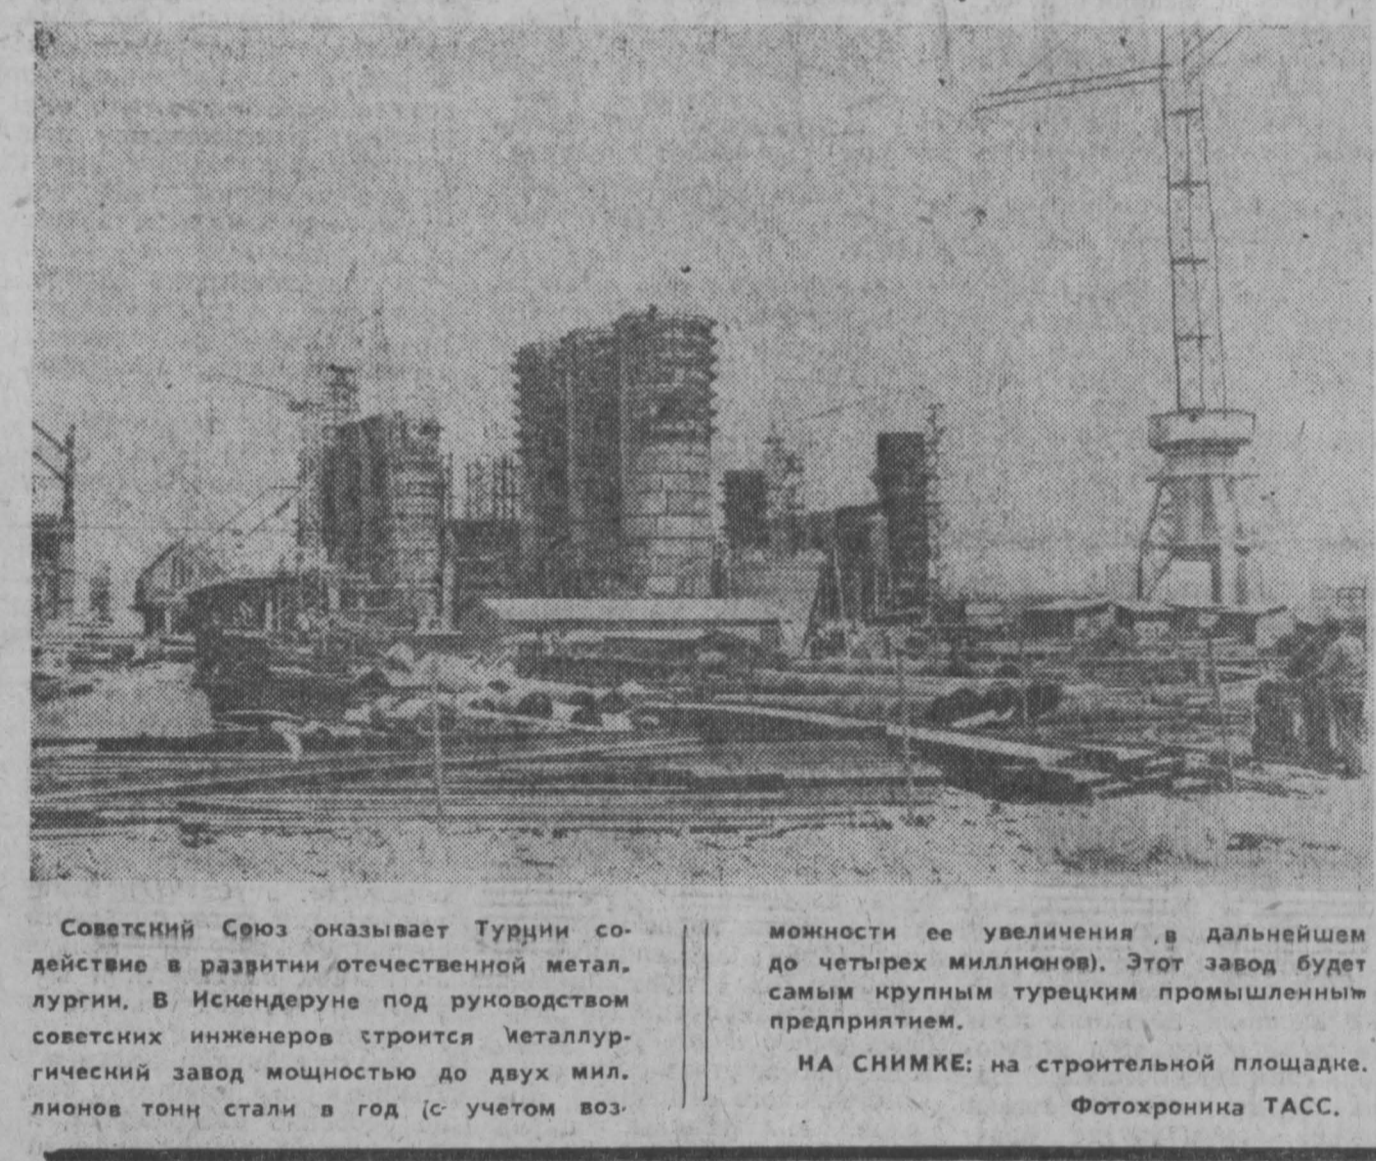 Советский Союз оказывает Турции со-
действие в развитии отечественной метал-
лургии. В Искендеруне под руководством
советских инженеров строится металлур-
гический завод мощностью до двух мил-
лионов тонн стали в год (с учетом воз-
можности ее увеличения в дальнейшем
до четырех миллионов). Этот завод будет
самым крупным турецким промышленным
предприятием.
НА СНИМКЕ: на строительной площадке.
Фотохроника ТАСС.